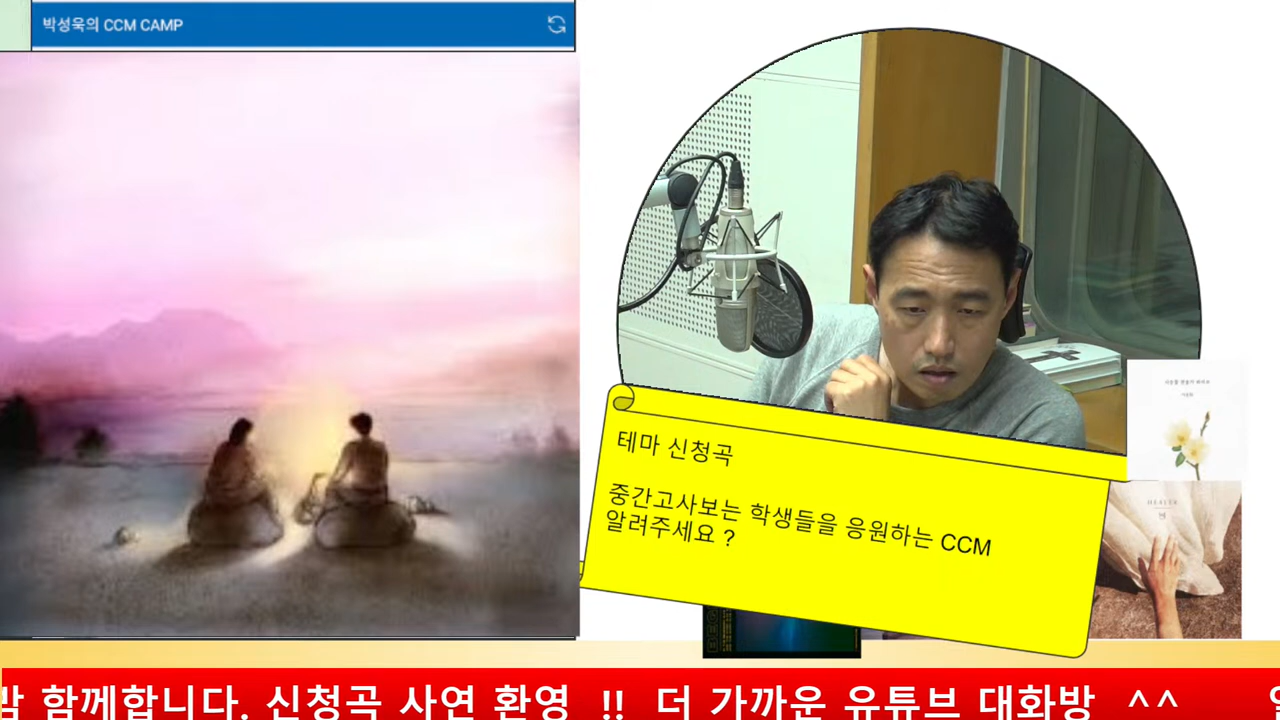 박성욱의 CCM CAMP
테마 신청곡
중간고사보는 학생들을 응원하는 CCM
알려주세요 ?
HEALER
함께합니다. 신청곡 사연 환영 !! 더 가까운 유튜브 대화방 ^^